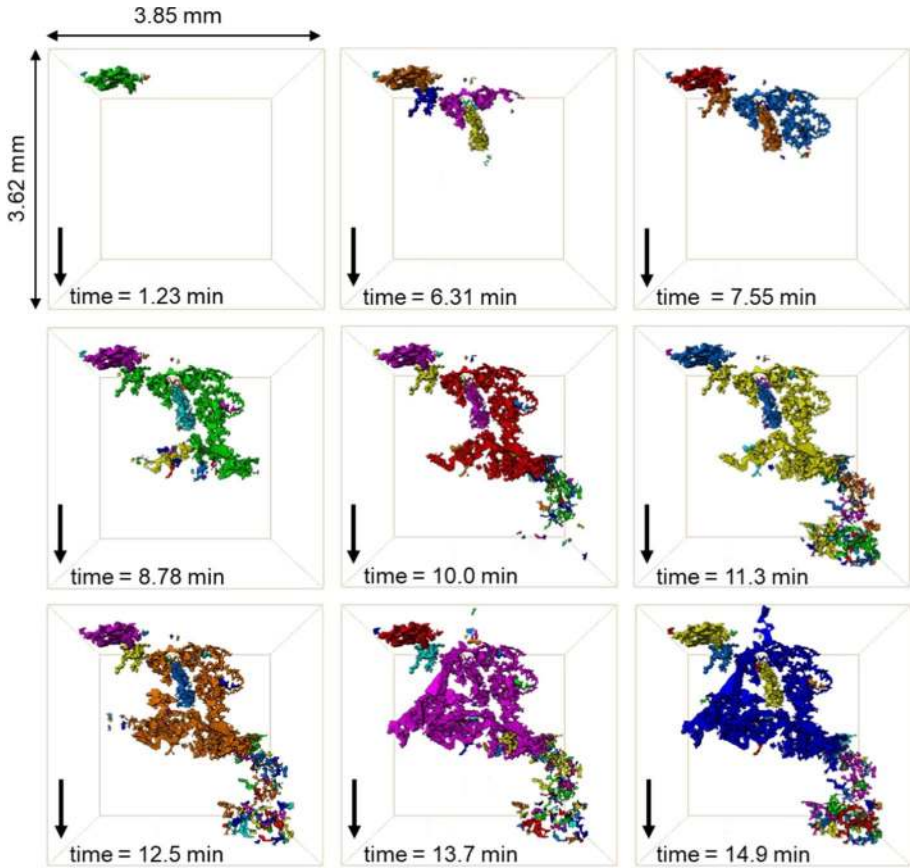 3.85 mm
3.62 mm
time = 1.23 min
time = 6.31 min
time = 7.55 min
time = 8.78 min
time = 10.0 min
time = 11.3 min
time = 12.5 min
time = 13.7 min
time = 14.9 min